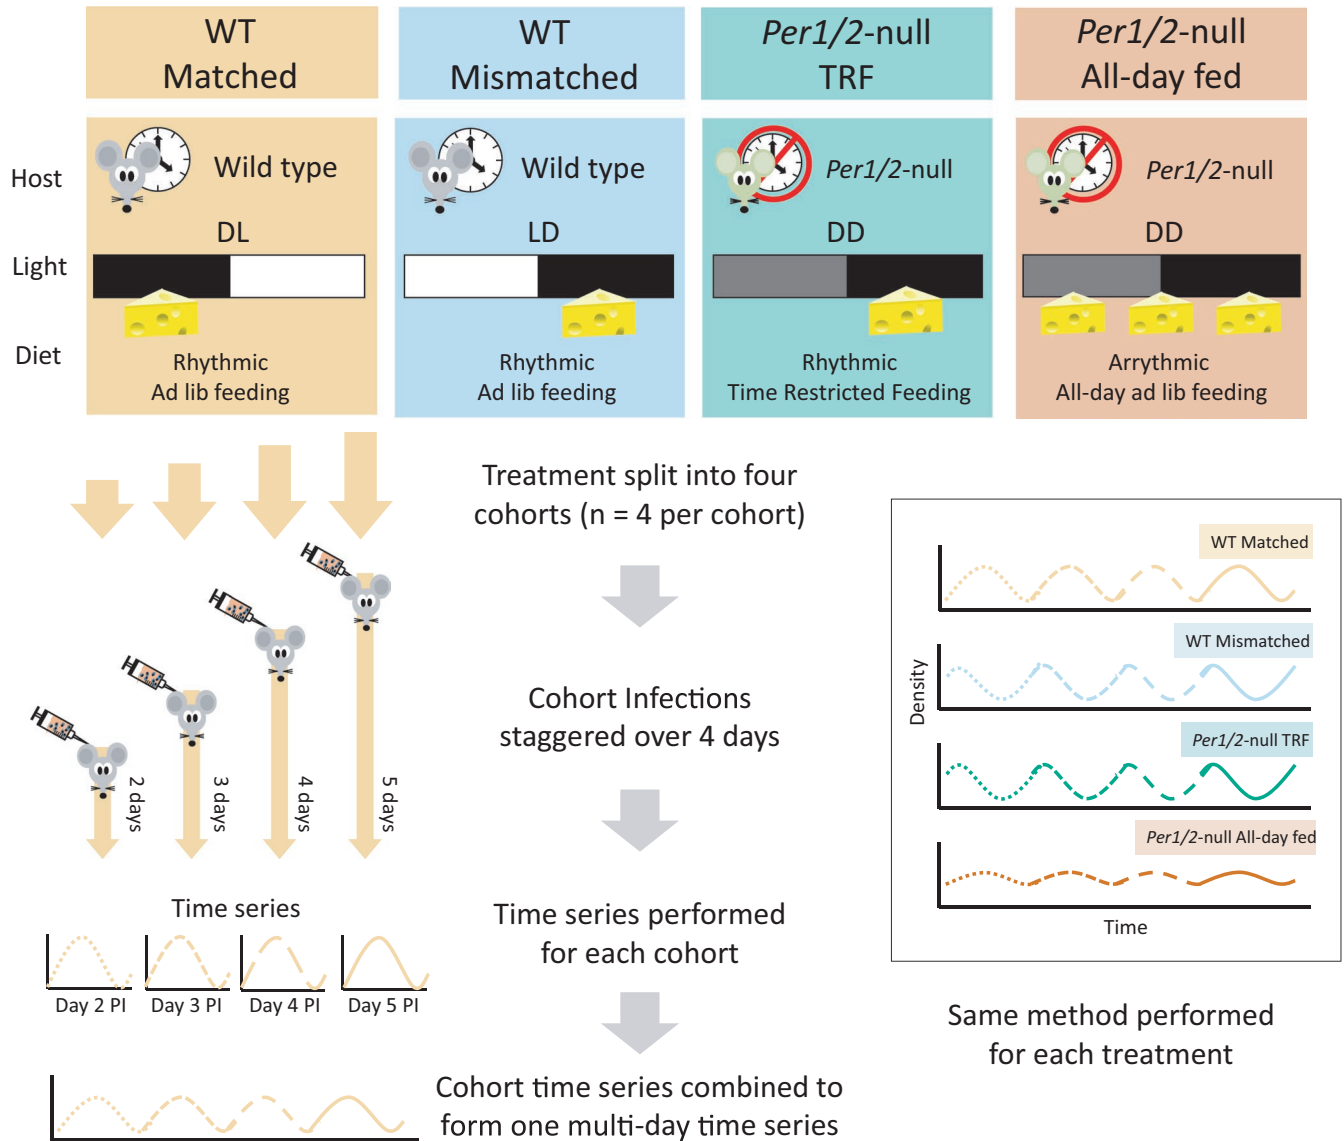 WT
Matched
WT
Mismatched
Per1/2-null
TRF
Per1/2-null
All-day fed
Host
Wild type
Wild type
Per1/2-null
Per1/2-null
DL
LD
DD
DD
Light
Diet
Rhythmic
Ad lib feeding
Rhythmic
Ad lib feeding
Rhythmic
Time Restricted Feeding
Arrythmic
All-day ad lib feeding
Treatment split into four
cohorts (n = 4 per cohort)
2 days
3 days
4 days
5 days
Cohort Infections
staggered over 4 days
Time series
Day 2 PI
Day 3 PI
Day 4 PI
Day 5 PI
Time series performed
for each cohort
Cohort time series combined to
form one multi-day time series
WT Matched
WT Mismatched
Density
Per1/2-null TRF
Per1/2-null All-day fed
Time
Same method performed
for each treatment